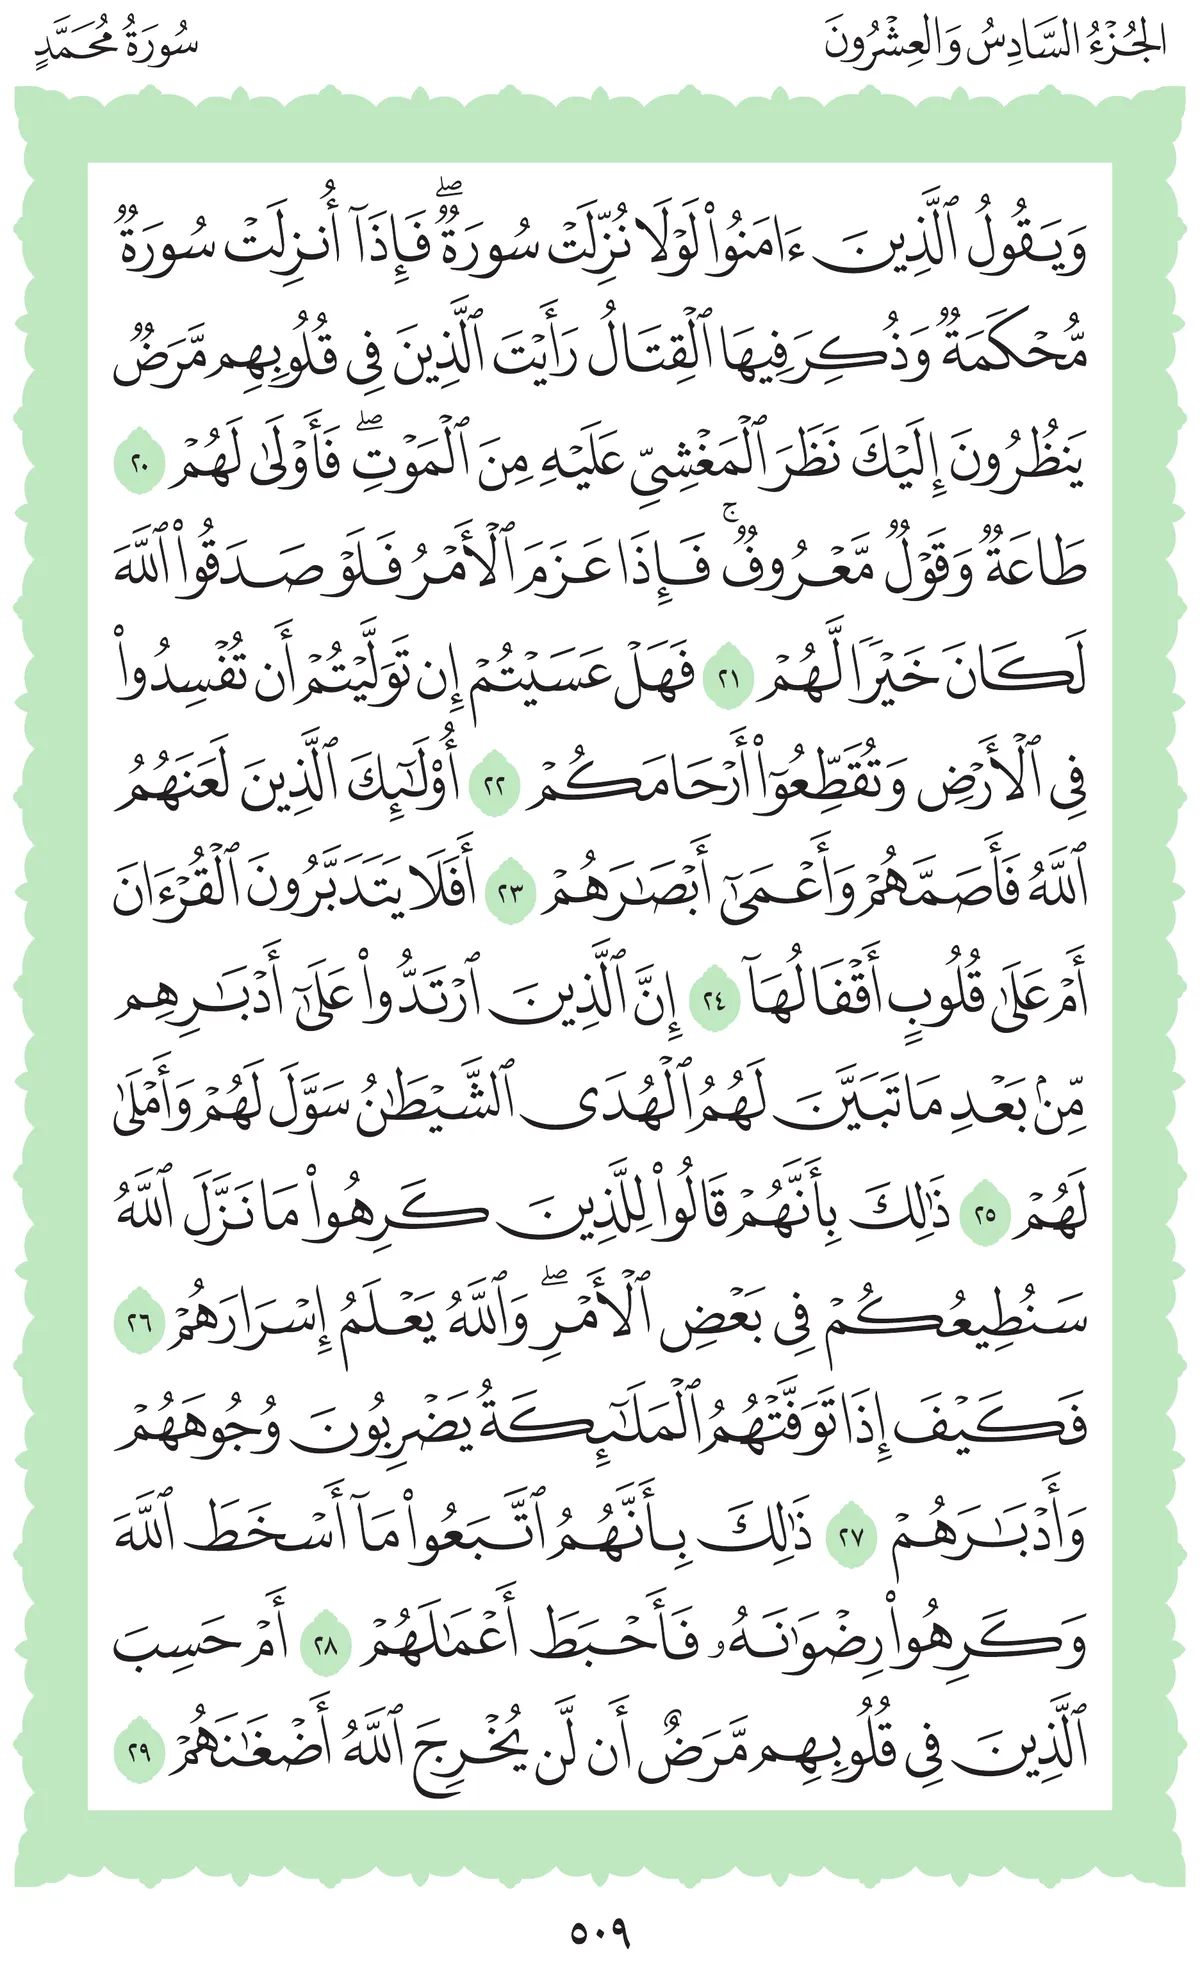 الجُزْءُ السَّادِسُ وَالعِشْرُونَ
سُورَةُ مُحَمَّدٍ
وَيَقُولُ ٱلَّذِينَ ءَامَنُوا۟ لَوْلَا نُزِّلَتْ سُورَةٌۖ فَإِذَآ أُنزِلَتْ سُورَةٌ
مُّحْكَمَةٌ وَذُكِرَ فِيهَا ٱلْقِتَالُ رَأَيْتَ ٱلَّذِينَ فِى قُلُوبِهِم مَّرَضٌ
يَنظُرُونَ إِلَيْكَ نَظَرَ ٱلْمَغْشِىِّ عَلَيْهِ مِنَ ٱلْمَوْتِۖ فَأَوْلَىٰ لَهُمْ ٢٠
طَاعَةٌ وَقَوْلٌ مَّعْرُوفٌۚ فَإِذَا عَزَمَ ٱلْأَمْرُ فَلَوْ صَدَقُوا۟ ٱللَّهَ
لَكَانَ خَيْرًا لَّهُمْ ٢١ فَهَلْ عَسَيْتُمْ إِن تَوَلَّيْتُمْ أَن تُفْسِدُوا۟
فِى ٱلْأَرْضِ وَتُقَطِّعُوٓا۟ أَرْحَامَكُمْ ٢٢ أُو۟لَٰٓئِكَ ٱلَّذِينَ لَعَنَهُمُ
ٱللَّهُ فَأَصَمَّهُمْ وَأَعْمَىٰٓ أَبْصَٰرَهُمْ ٢٣ أَفَلَا يَتَدَبَّرُونَ ٱلْقُرْءَانَ
أَمْ عَلَىٰ قُلُوبٍ أَقْفَالُهَآ ٢٤ إِنَّ ٱلَّذِينَ ٱرْتَدُّوا۟ عَلَىٰٓ أَدْبَٰرِهِم
مِّنۢ بَعْدِ مَا تَبَيَّنَ لَهُمُ ٱلْهُدَى ٱلشَّيْطَٰنُ سَوَّلَ لَهُمْ وَأَمْلَىٰ
لَهُمْ ٢٥ ذَٰلِكَ بِأَنَّهُمْ قَالُوا۟ لِلَّذِينَ كَرِهُوا۟ مَا نَزَّلَ ٱللَّهُ
سَنُطِيعُكُمْ فِى بَعْضِ ٱلْأَمْرِۖ وَٱللَّهُ يَعْلَمُ إِسْرَارَهُمْ ٢٦
فَكَيْفَ إِذَا تَوَفَّتْهُمُ ٱلْمَلَٰٓئِكَةُ يَضْرِبُونَ وُجُوهَهُمْ
وَأَدْبَٰرَهُمْ ٢٧ ذَٰلِكَ بِأَنَّهُمُ ٱتَّبَعُوا۟ مَآ أَسْخَطَ ٱللَّهَ
وَكَرِهُوا۟ رِضْوَٰنَهُۥ فَأَحْبَطَ أَعْمَٰلَهُمْ ٢٨ أَمْ حَسِبَ
ٱلَّذِينَ فِى قُلُوبِهِم مَّرَضٌ أَن لَّن يُخْرِجَ ٱللَّهُ أَضْغَٰنَهُمْ ٢٩
٥٠٩